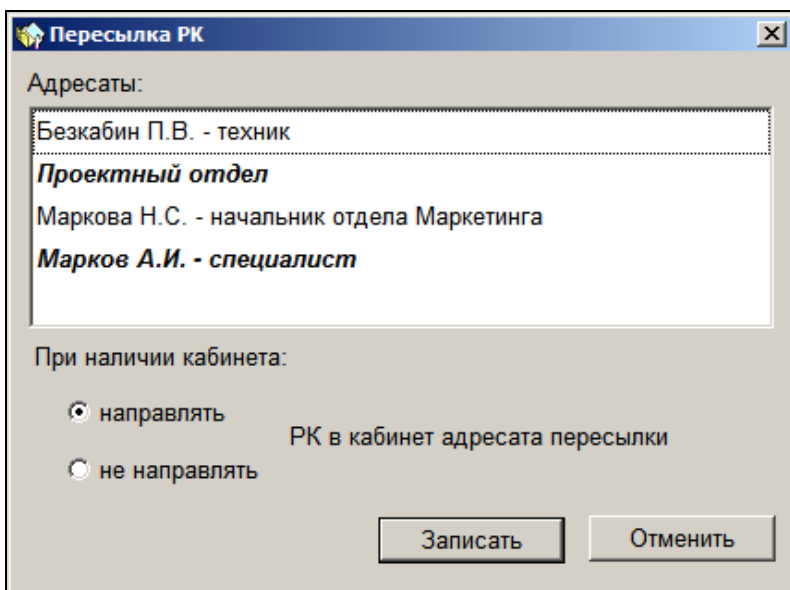 Пересылка РК
Адресаты:
Безкабин П.В. - техник
Проектный отдел
Маркова Н.С. - начальник отдела Маркетинга
Марков А.И. - специалист
При наличии кабинета:
направлять
РК в кабинет адресата пересылки
не направлять
Записать
Отменить